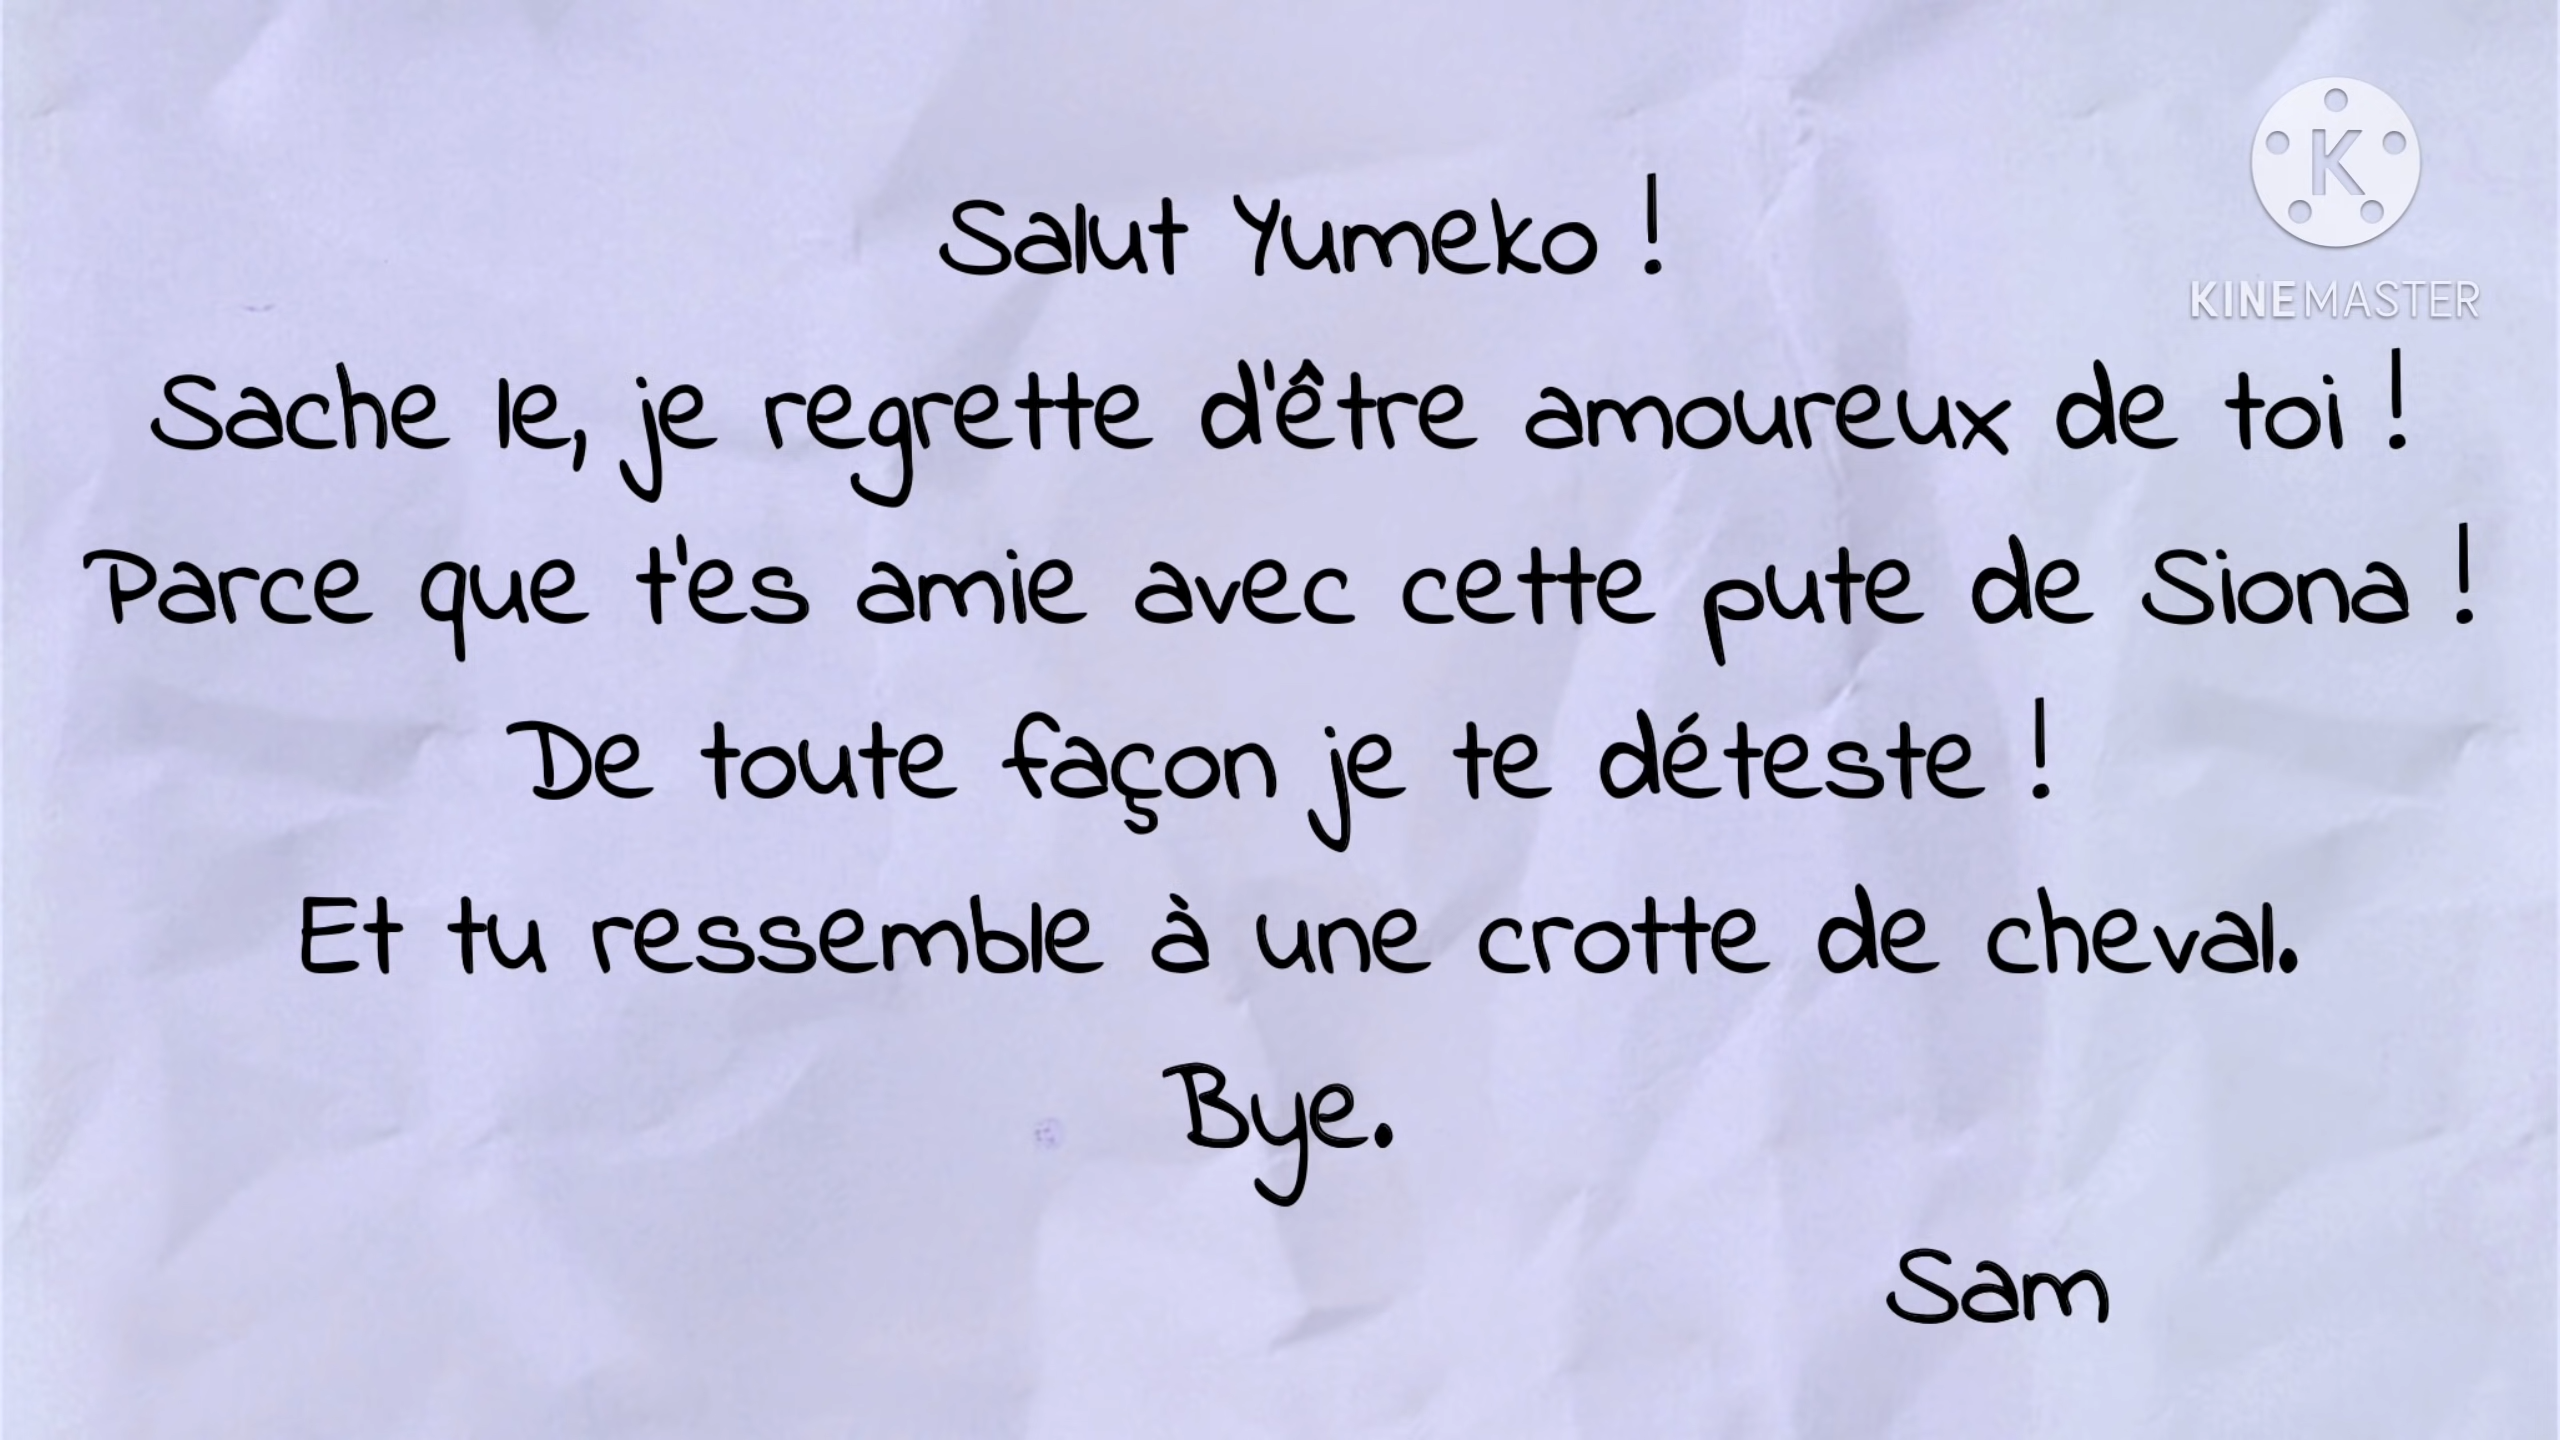 Salut Yumeko !
Sache le, je regrette d'être amoureux de toi !
Parce que t'es amie avec cette pute de Siona !
De toute façon je te déteste !
Et tu ressemble à une crotte de cheval.
Bye.
Sam
K
KINEMASTER